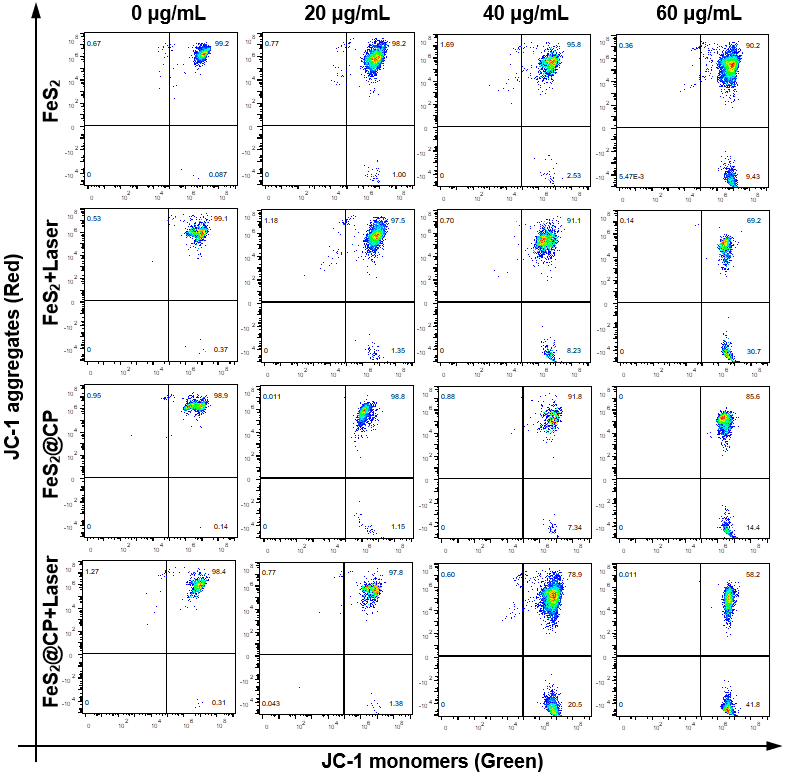 0 µg/mL 20 µg/mL 40 µg/mL 60 µg/mL
FeS2
0.67 99.2 0.77 98.2 1.69 95.8 0.36 90.2
0 0.087 0 1.00 0 2.53 5.47E-3 9.43
FeS2+Laser
0.53 99.1 1.18 97.5 0.70 91.1 0.14 69.2
0 0.37 0 1.35 0 8.23 0 30.7
FeS2@CP
0.95 98.9 0.011 98.8 0.88 91.8 0 85.6
0 0.14 0 1.15 0 7.34 0 14.4
FeS2@CP+Laser
1.27 98.4 0.77 97.8 0.60 78.9 0.011 58.2
0 0.31 0.043 1.38 0 20.5 0 41.8
JC-1 aggregates (Red)
JC-1 monomers (Green)